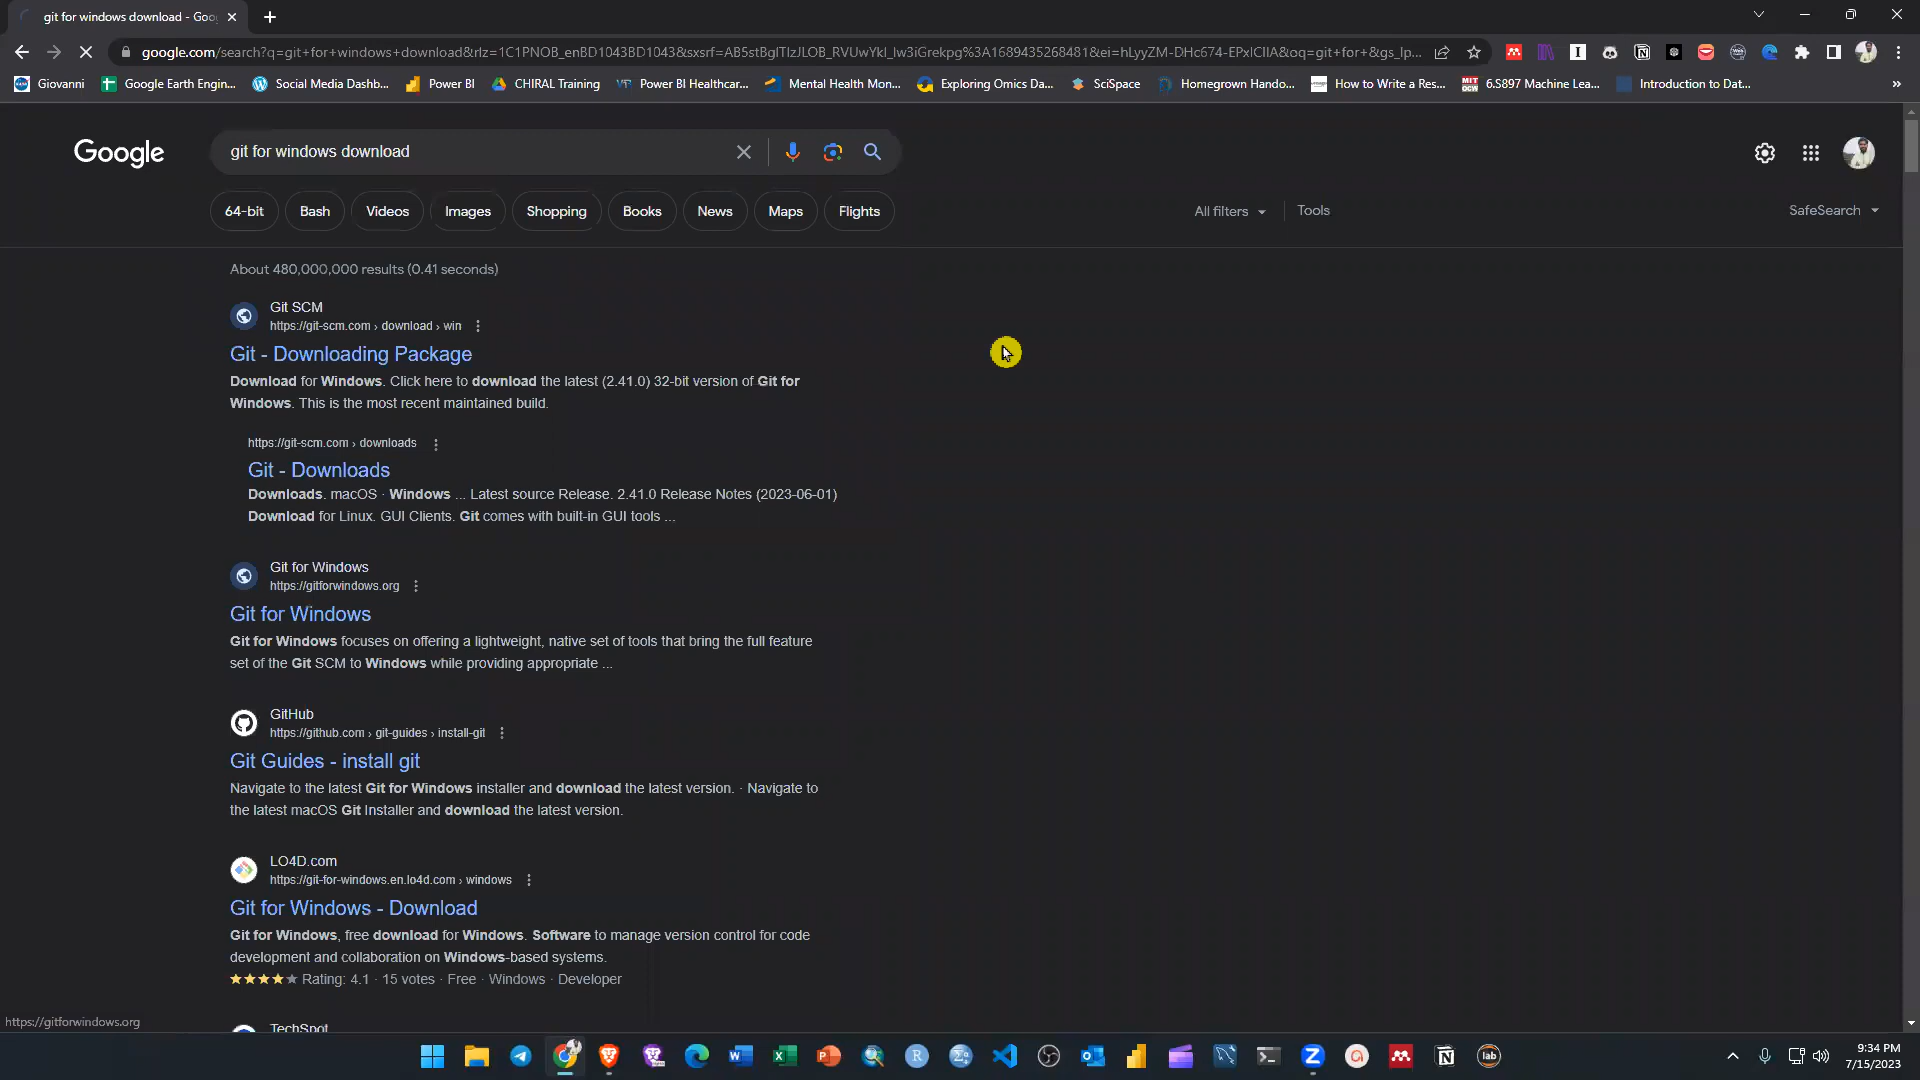 git for windows download - Goo
google.com/search?q=git+for+windows+download&rlz=1C1PNOB_enBD1043BD1043&sxsrf=AB5stBgITIzJLOB_RVUwYkl_lw3iGrekpg%3A1689435268481&ei=hLyyZM-DHc674-EPxlCIIA&oq=git+for+&gs_lp...
Giovanni
Google Earth Engin...
Social Media Dashb...
Power BI
CHIRAL Training
Power BI Healthcar...
Mental Health Mon...
Exploring Omics Da...
SciSpace
Homegrown Hando...
How to Write a Res...
6.S897 Machine Lea...
Introduction to Dat...
Google
git for windows download
64-bit
Bash
Videos
Images
Shopping
Books
News
Maps
Flights
All filters
Tools
SafeSearch
About 480,000,000 results (0.41 seconds)
Git SCM
https://git-scm.com › download › win
Git - Downloading Package
Download for Windows. Click here to download the latest (2.41.0) 32-bit version of Git for
Windows. This is the most recent maintained build.
https://git-scm.com › downloads
Git - Downloads
Downloads. macOS · Windows ... Latest source Release. 2.41.0 Release Notes (2023-06-01)
Download for Linux. GUI Clients. Git comes with built-in GUI tools ...
Git for Windows
https://gitforwindows.org
Git for Windows
Git for Windows focuses on offering a lightweight, native set of tools that bring the full feature
set of the Git SCM to Windows while providing appropriate ...
GitHub
https://github.com › git-guides › install-git
Git Guides - install git
Navigate to the latest Git for Windows installer and download the latest version. · Navigate to
the latest macOS Git Installer and download the latest version.
LO4D.com
https://git-for-windows.en.lo4d.com › windows
Git for Windows - Download
Git for Windows, free download for Windows. Software to manage version control for code
development and collaboration on Windows-based systems.
Rating: 4.1 · 15 votes · Free · Windows · Developer
TechSpot
https://gitforwindows.org
9:34 PM
7/15/2023